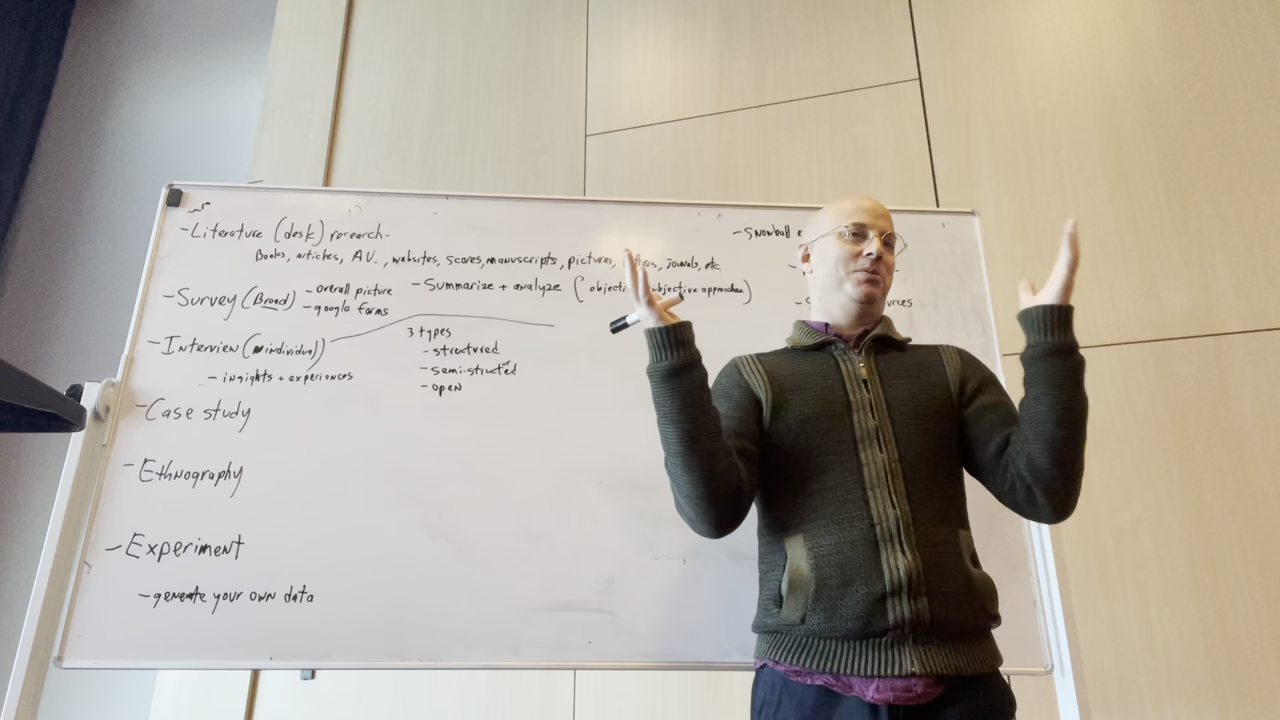 - Literature (desk) research -
Books, articles, AV., websites, scores, manuscripts, pictures, journals, etc
- Survey (Broad)
- overall picture
- google forms
- Summarize + analyze (subjective approaches)
- Interview (individual)
- insights + experiences
3 types
- structured
- semi-structed
- open
- Case study
- Ethnography
- Experiment
- generate your own data
- Snowball